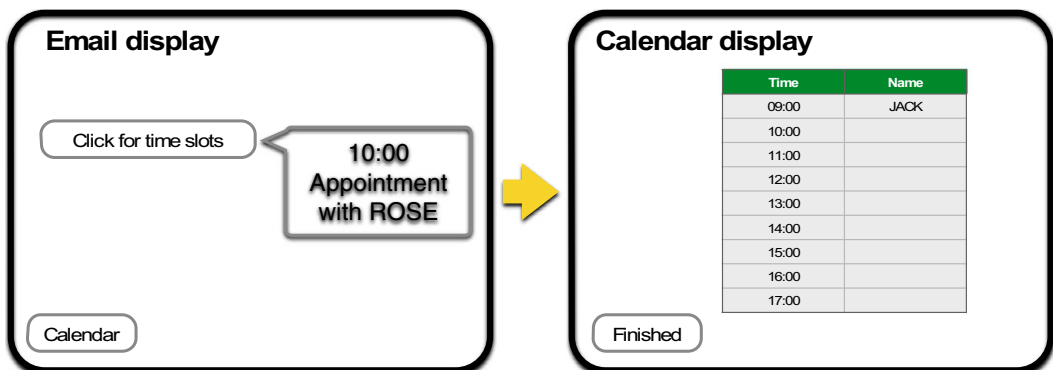 Email display
Click for time slots
10:00
Appointment
with ROSE
Calendar
Calendar display
Time Name
09:00 JACK
10:00
11:00
12:00
13:00
14:00
15:00
16:00
17:00
Finished